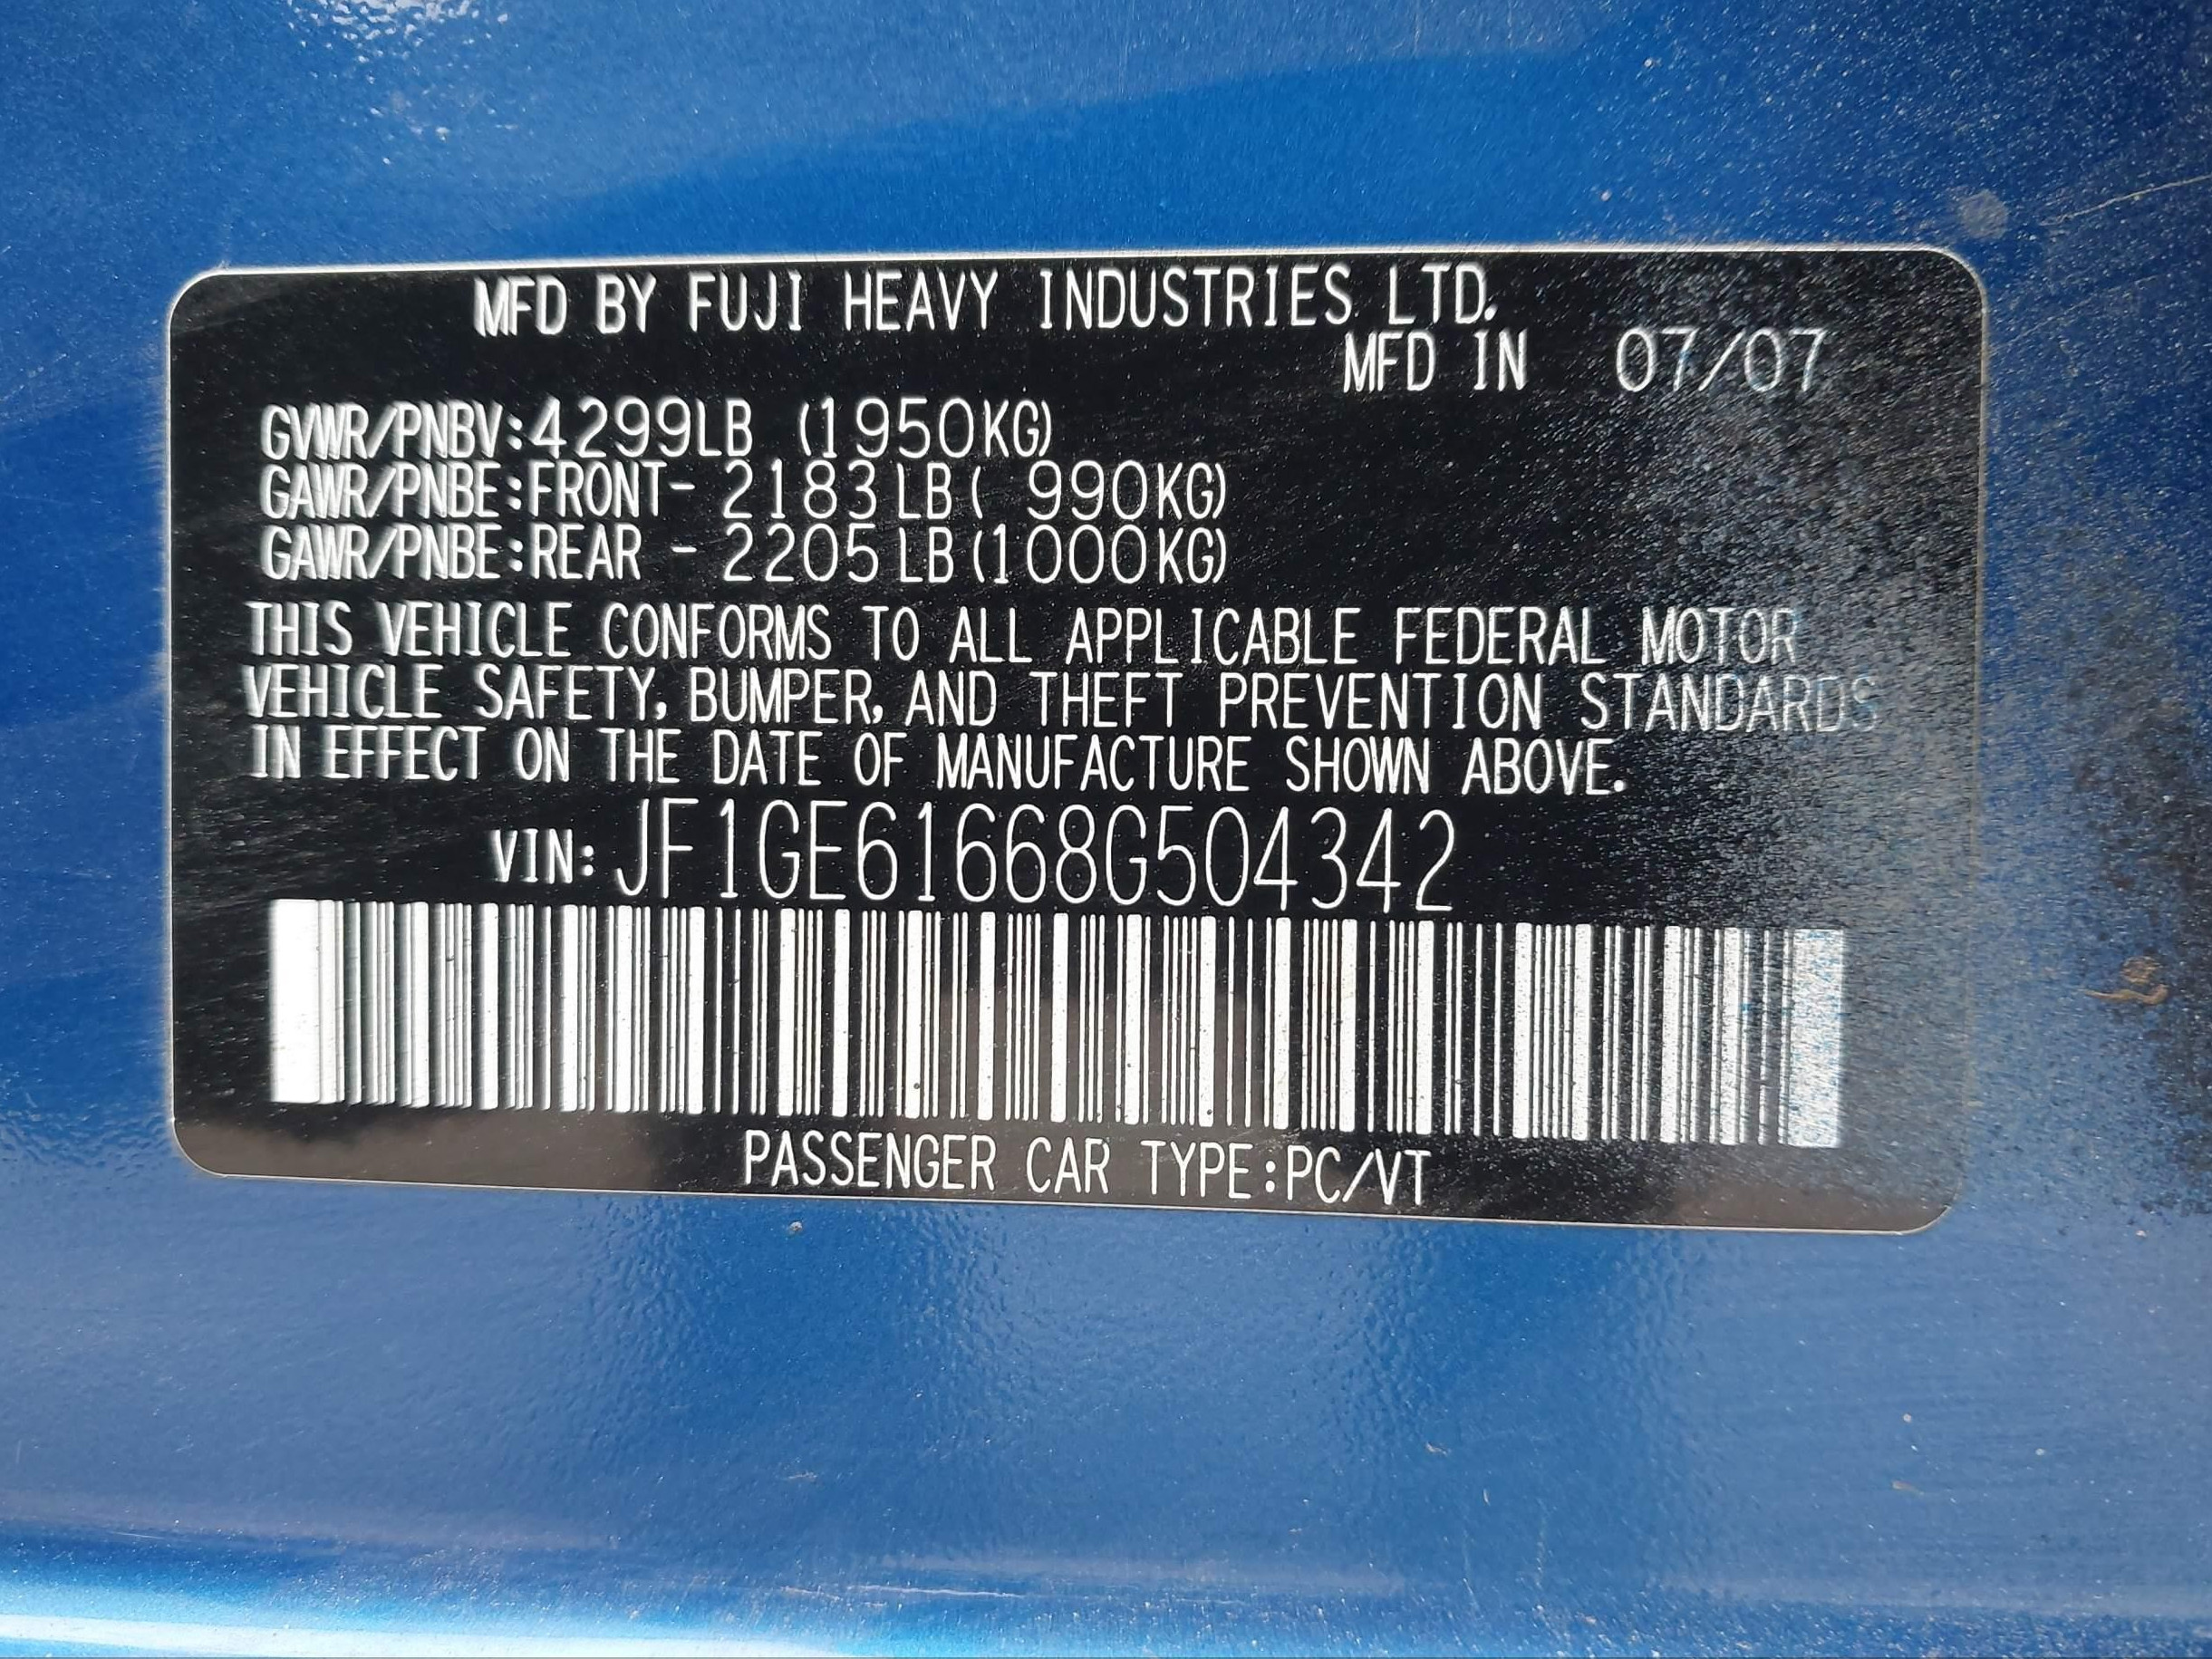 MFD BY FUJI HEAVY INDUSTRIES LTD.
MFD IN 07/07
GVWR/PNBV:4299LB (1950KG)
GAWR/PNBE:FRONT- 2183LB( 990KG)
GAWR/PNBE:REAR - 2205LB(1000KG)
THIS VEHICLE CONFORMS TO ALL APPLICABLE FEDERAL MOTOR
VEHICLE SAFETY, BUMPER, AND THEFT PREVENTION STANDARDS
IN EFFECT ON THE DATE OF MANUFACTURE SHOWN ABOVE.
VIN: JF1GE61668G504342
PASSENGER CAR TYPE:PC/VT